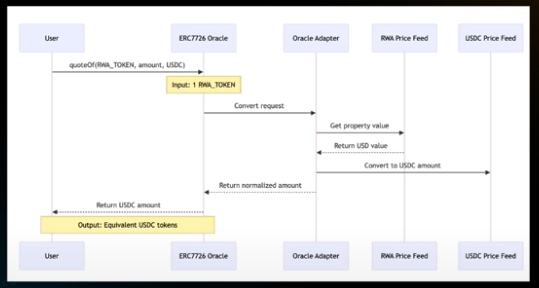 User
ERC7726 Oracle
Oracle Adapter
RWA Price Feed
USDC Price Feed
quoteOf(RWA_TOKEN, amount, USDC)
Input: 1 RWA_TOKEN
Convert request
Get property value
Return USD value
Convert to USDC amount
Return normalized amount
Return USDC amount
Output: Equivalent USDC tokens
User
ERC7726 Oracle
Oracle Adapter
RWA Price Feed
USDC Price Feed